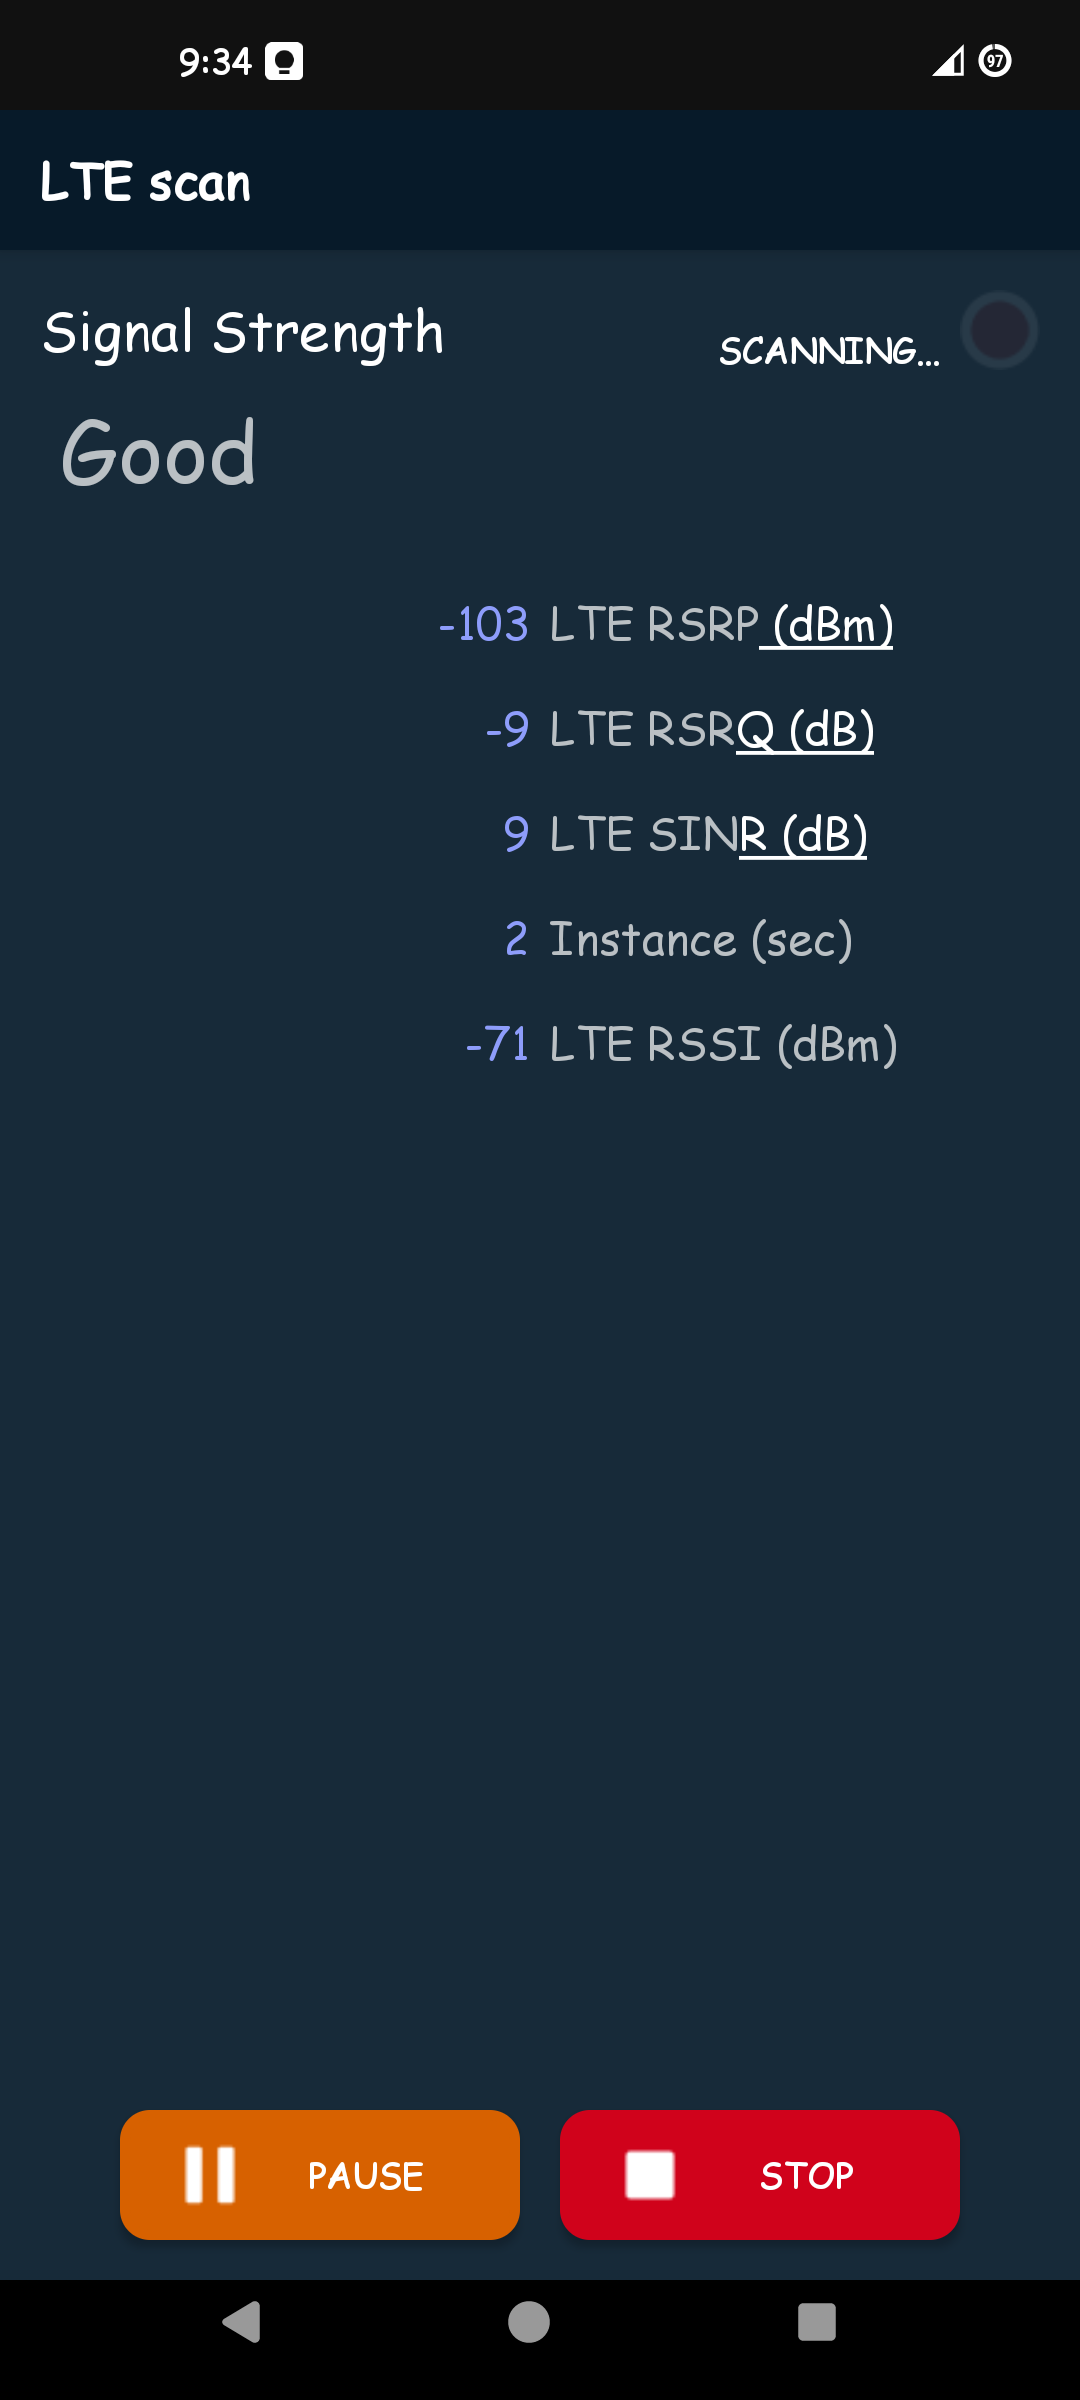 9:34
97
LTE scan
Signal Strength
SCANNING...
Good
-103 LTE RSRP (dBm)
-9 LTE RSRQ (dB)
9 LTE SINR (dB)
2 Instance (sec)
-71 LTE RSSI (dBm)
PAUSE
STOP